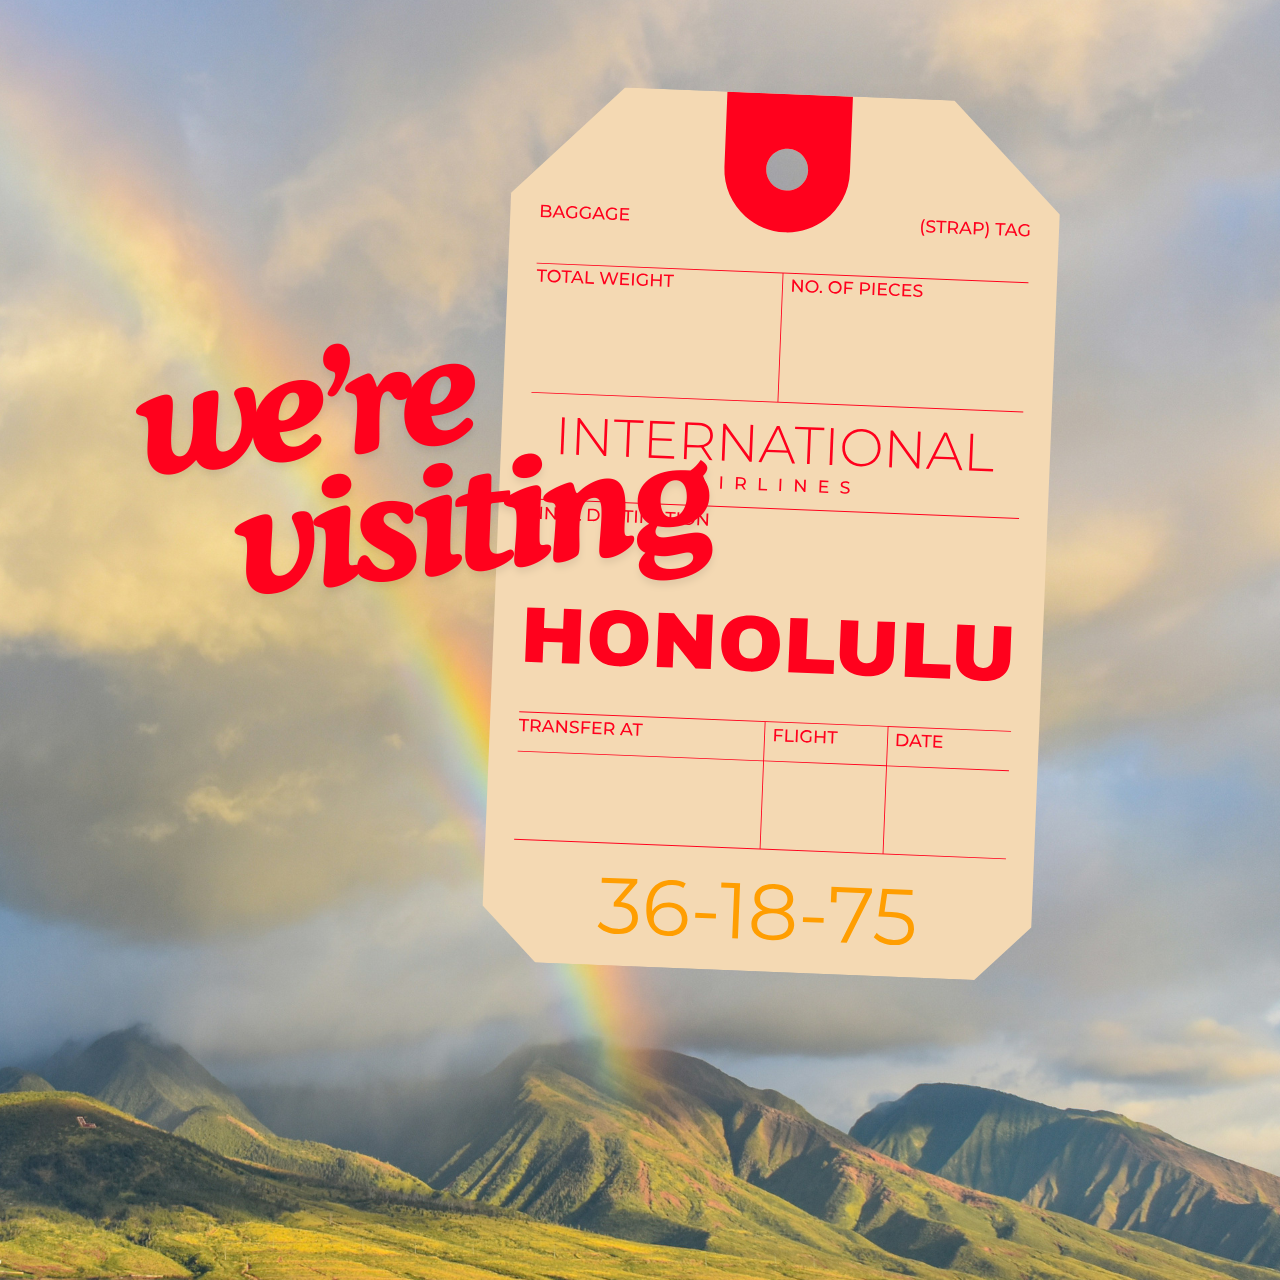 BAGGAGE
(STRAP) TAG
TOTAL WEIGHT
NO. OF PIECES
we're
visiting
INTERNATIONAL
HONOLULU
TRANSFER AT
FLIGHT
DATE
36-18-75